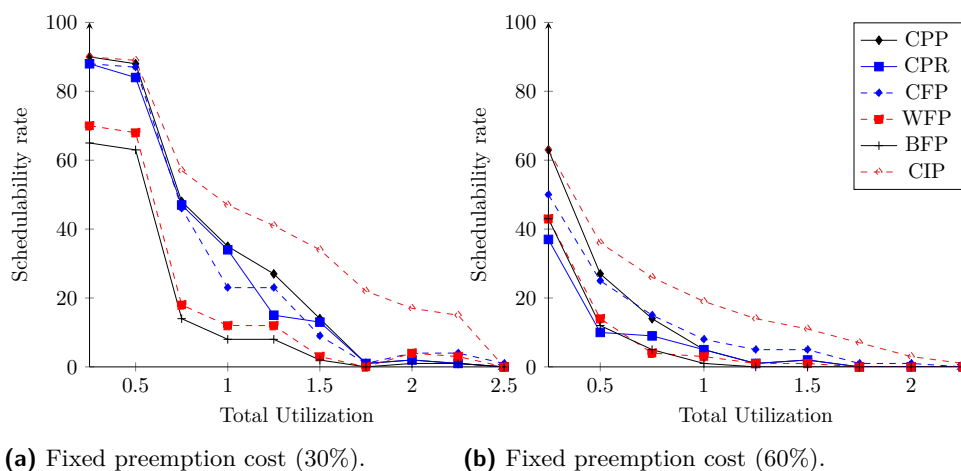 100
80
60
40
20
0
Schedulability rate
0.5 1 1.5 2 2.5
Total Utilization
(a) Fixed preemption cost (30%).
100
80
60
40
20
0
Schedulability rate
0.5 1 1.5 2
Total Utilization
CPP
CPR
CFP
WFP
BFP
CIP
(b) Fixed preemption cost (60%).